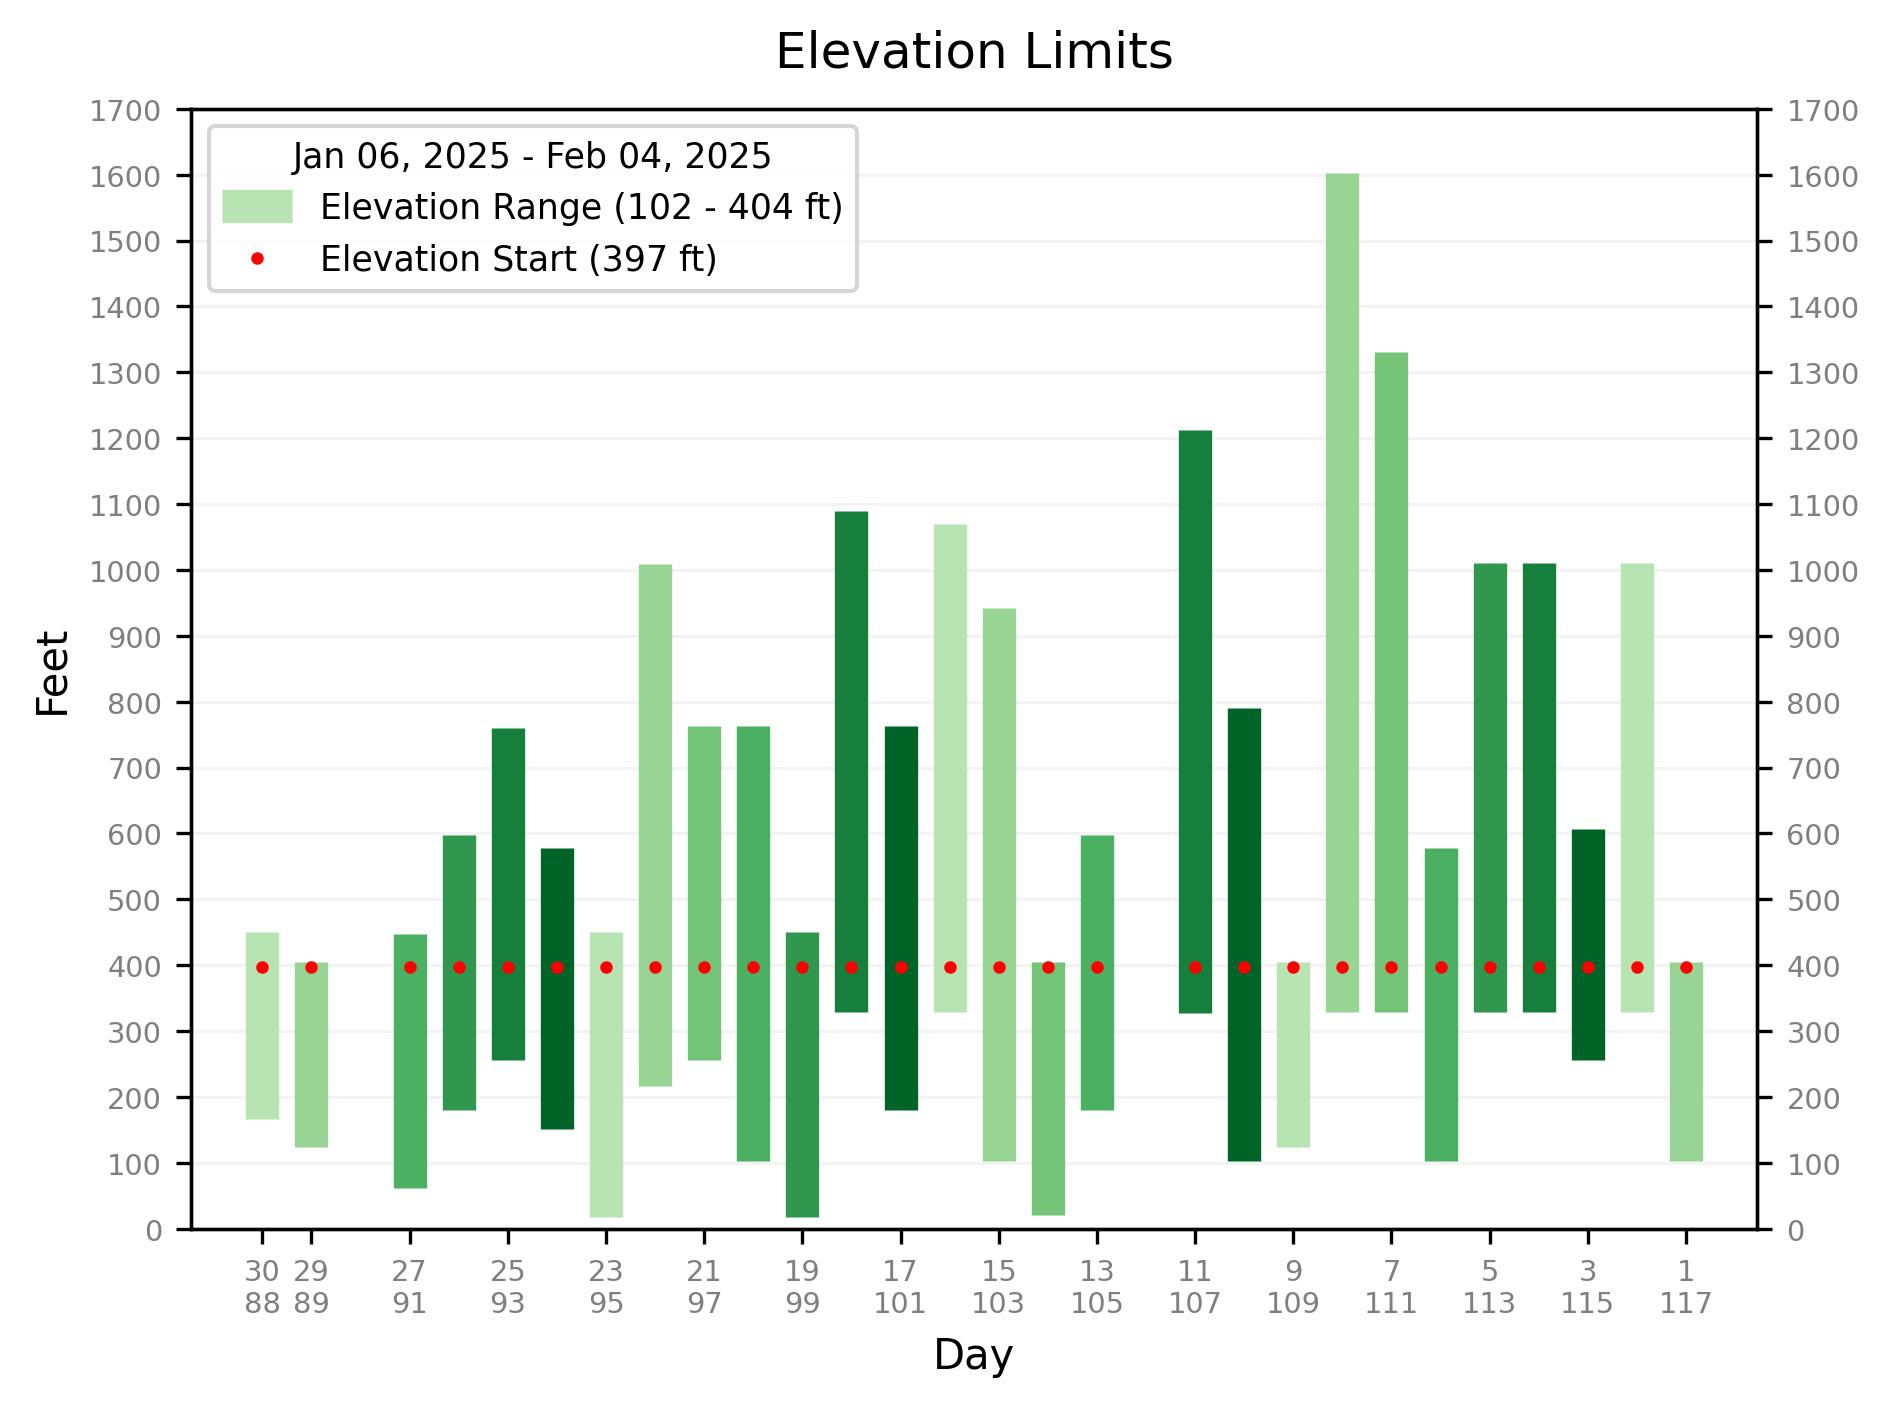 Elevation Limits
Jan 06, 2025 - Feb 04, 2025
Elevation Range (102 - 404 ft)
Elevation Start (397 ft)
1700 1700
1600 1600
1500 1500
1400 1400
1300 1300
1200 1200
1100 1100
1000 1000
900 900
800 800
700 700
600 600
500 500
400 400
300 300
200 200
100 100
0 0
Feet
30 29 27 25 23 21 19 17 15 13 11 9 7 5 3 1
88 89 91 93 95 97 99 101 103 105 107 109 111 113 115 117
Day